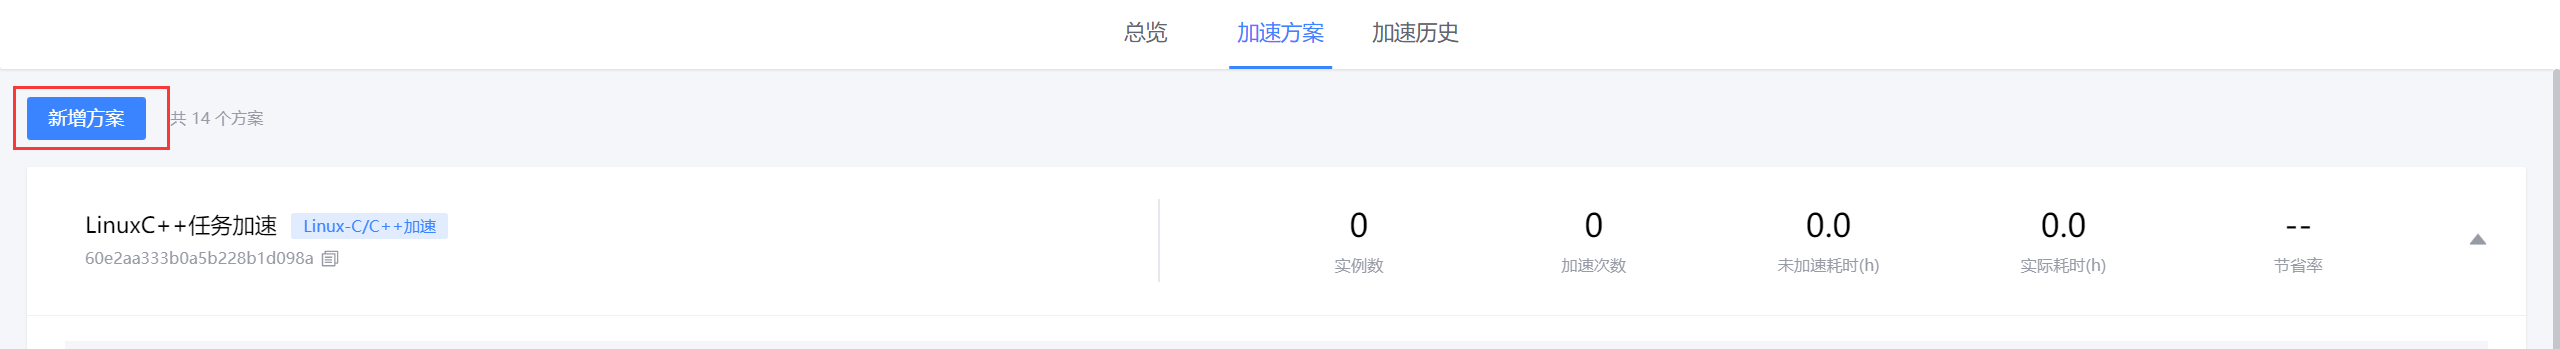 总览 加速方案 加速历史
新增方案 共 14 个方案
LinuxC++任务加速 Linux-C/C++加速
60e2aa333b0a5b228b1d098a
0 0 0.0 0.0 --
实例数 加速次数 未加速耗时(h) 实际耗时(h) 节省率